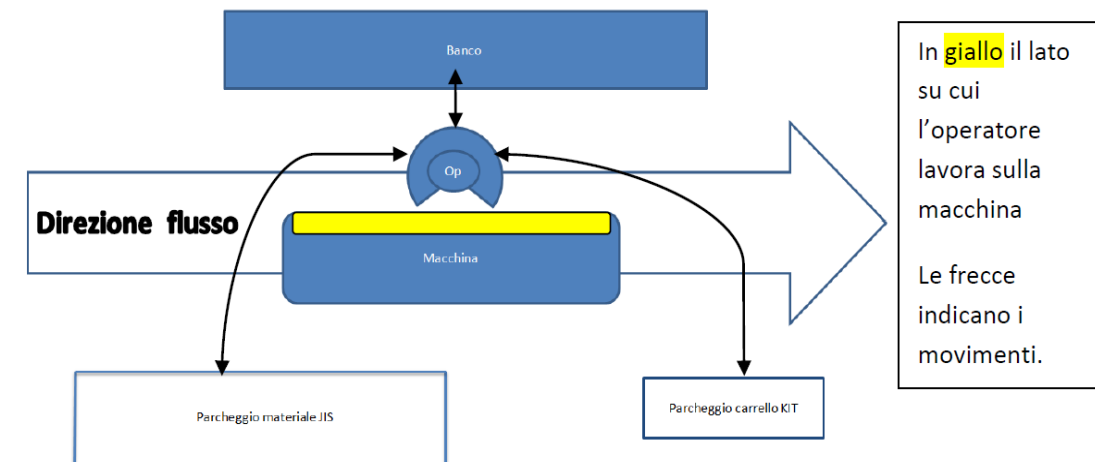 Banco
Op
Direzione flusso
Macchina
Parcheggio materiale JIS
Parcheggio carrello KIT
In giallo il lato
su cui
l’operatore
lavora sulla
macchina
Le frecce
indicano i
movimenti.